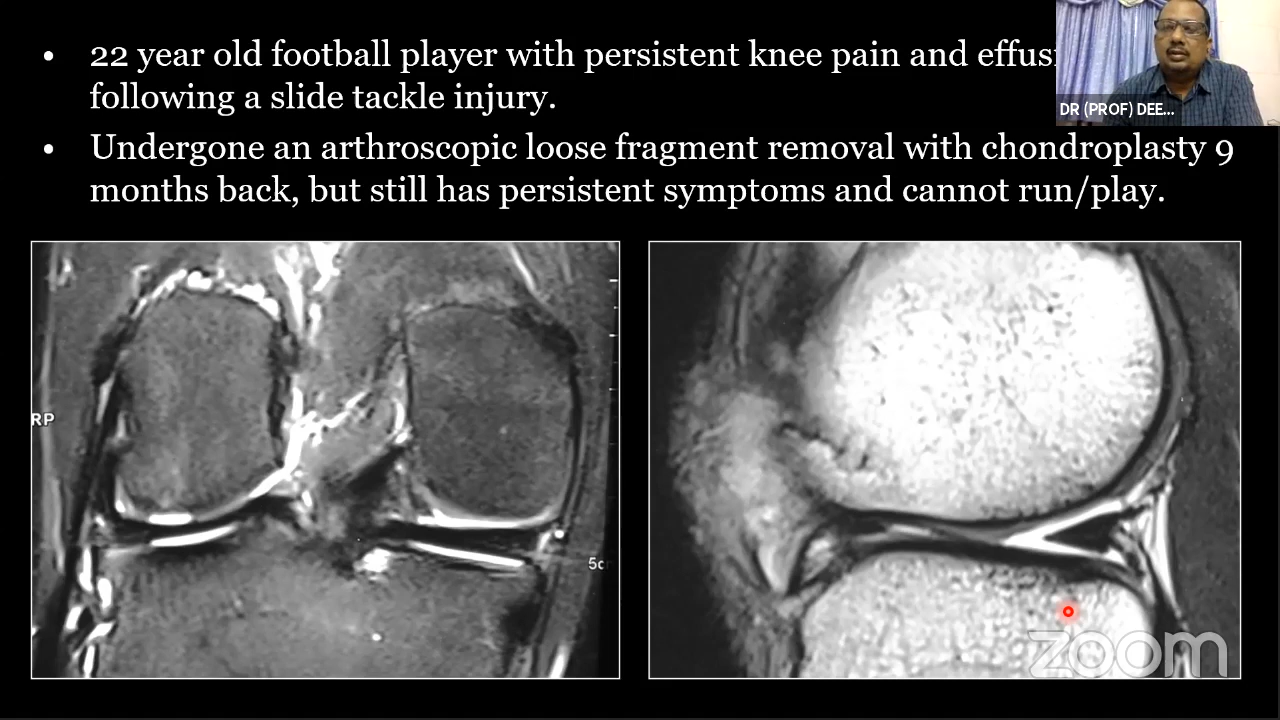 • 22 year old football player with persistent knee pain and
following a slide tackle injury.
• Undergone an arthroscopic loose fragment removal with chondroplasty 9
months back, but still has persistent symptoms and cannot run/play.
DR (PROF) DEE...
RP
zoom